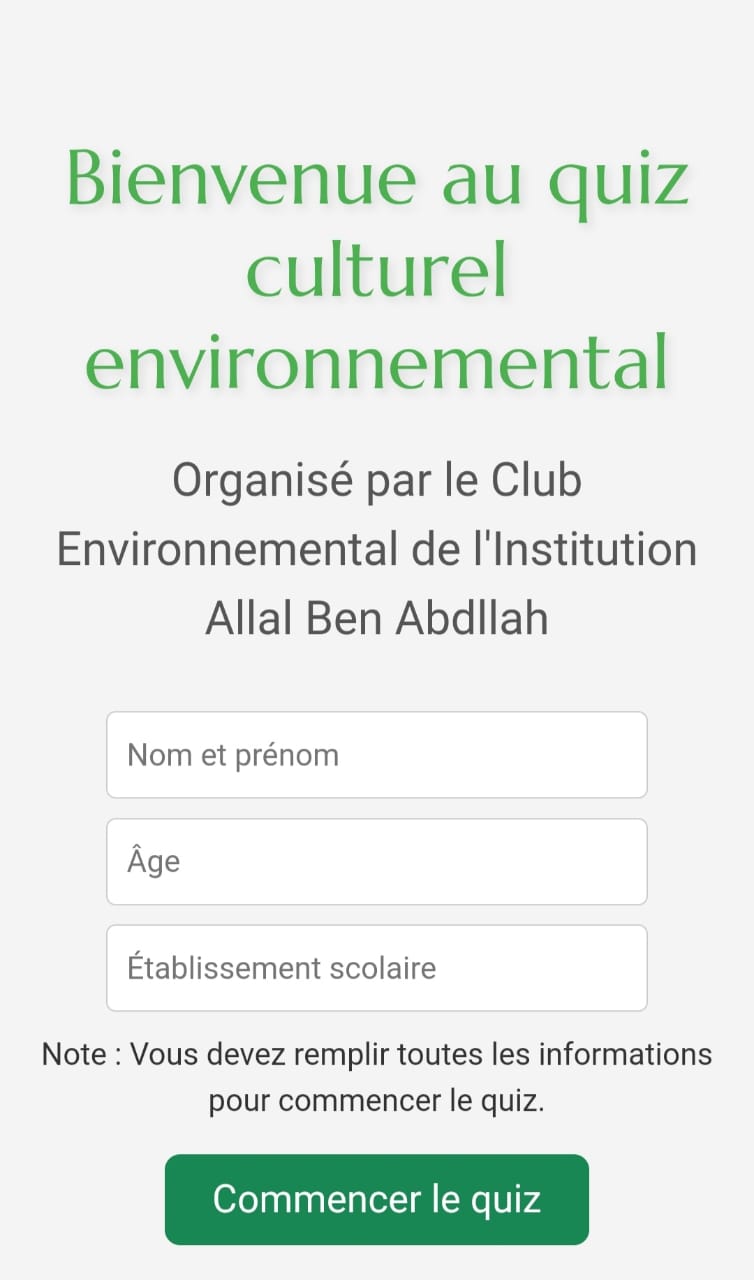 Bienvenue au quiz
culturel
environnemental
Organisé par le Club
Environnemental de l'Institution
Allal Ben Abdllah
Nom et prénom
Âge
Établissement scolaire
Note : Vous devez remplir toutes les informations
pour commencer le quiz.
Commencer le quiz